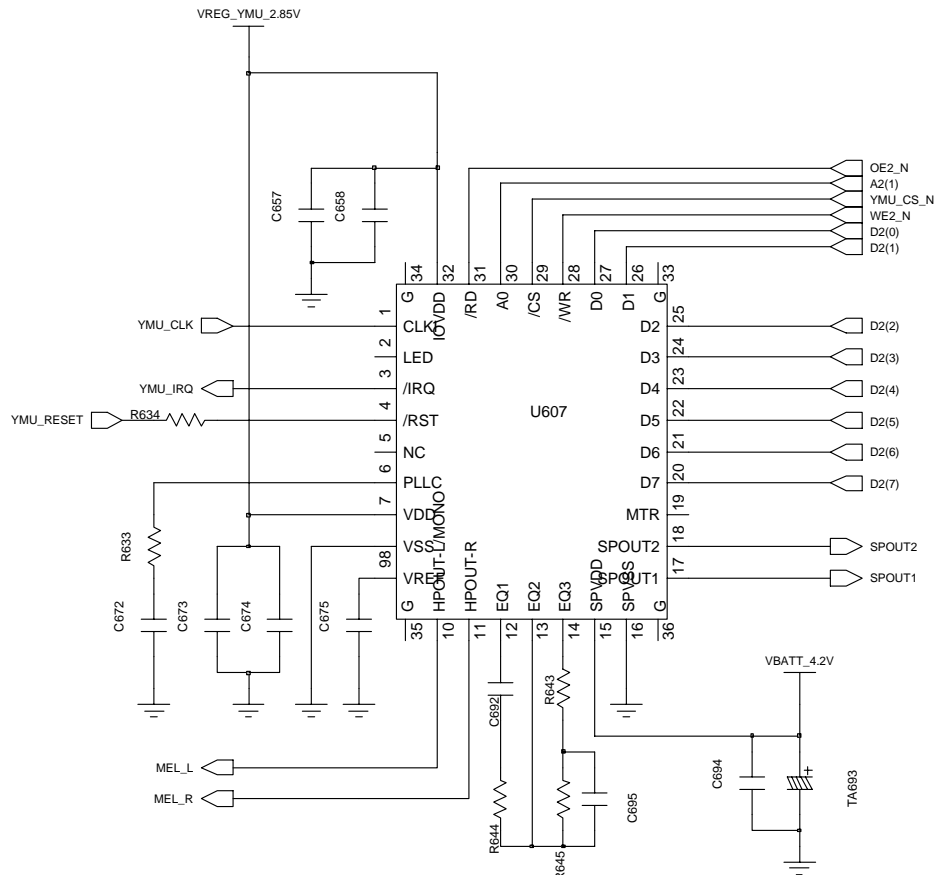 VREG_YMU_2.85V
C657
C658
OE2_N
A2(1)
YMU_CS_N
WE2_N
D2(0)
D2(1)
34
32
31
30
29
28
27
26
33
G
IOVDD
/RD
A0
/CS
/WR
D0
D1
G
YMU_CLK
1
CLKI
D2
25
D2(2)
2
LED
D3
24
D2(3)
YMU_IRQ
3
/IRQ
D4
23
D2(4)
U607
YMU_RESET
R634
4
/RST
D5
22
D2(5)
5
NC
D6
21
D2(6)
6
PLLC
D7
20
D2(7)
7
VDD
MTR
19
R633
VSS
SPOUT2
18
SPOUT2
98
VREF
SPOUT1
17
SPOUT1
G
HPOUT-L/MONO
HPOUT-R
EQ1
EQ2
EQ3
SPVDD
SPVSS
G
35
10
11
12
13
14
15
16
36
C672
C673
C674
C675
VBATT_4.2V
C692
R643
MEL_L
MEL_R
R644
R645
C695
C694
+
TA693